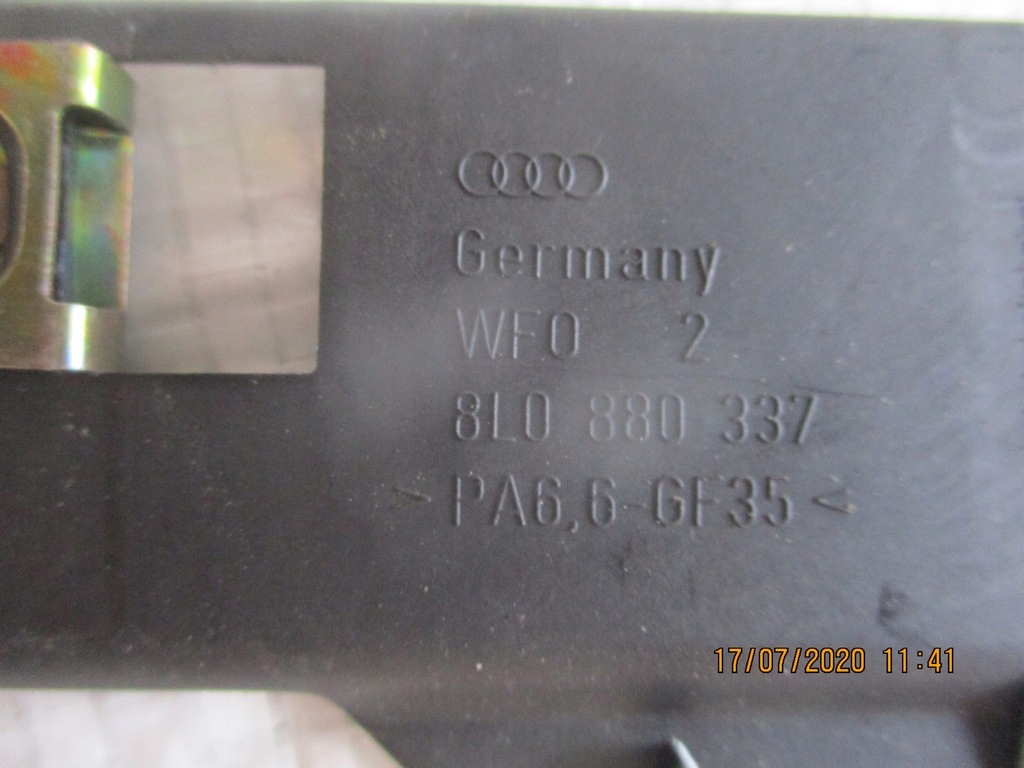 Germany
WFO 2
8L0 880 337
> PA6,6-GF35 <
17/07/2020 11:41